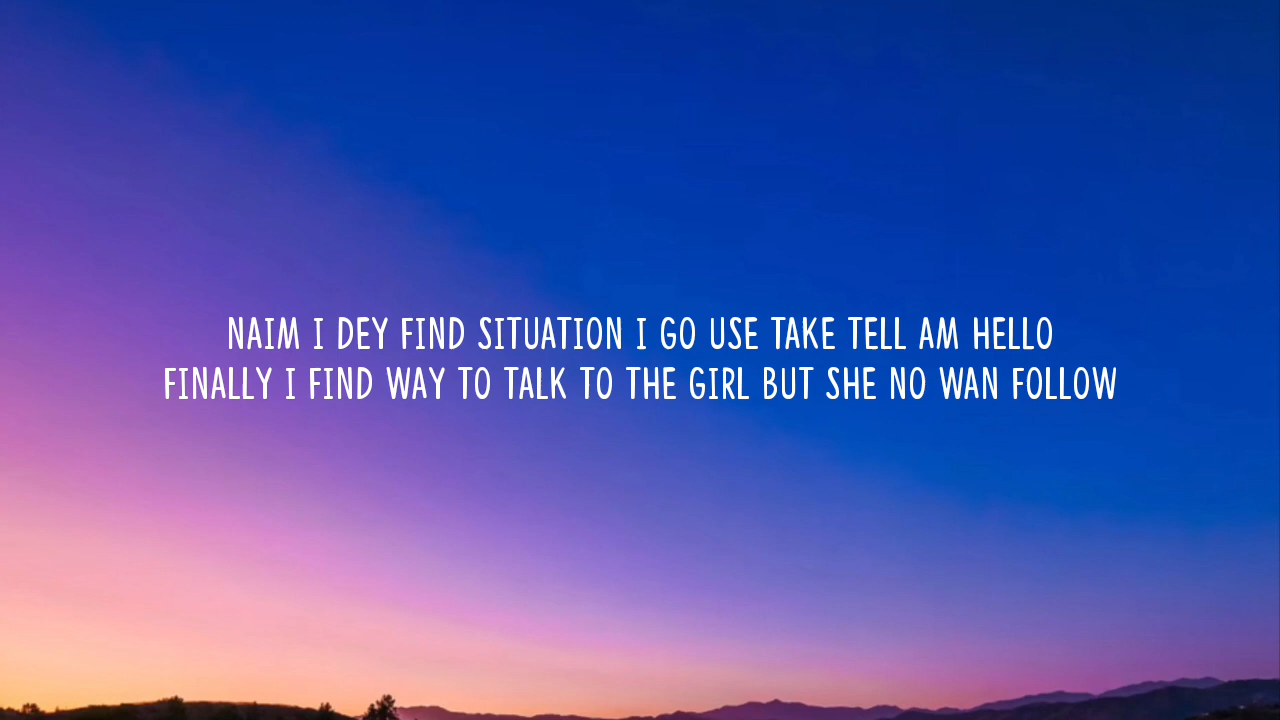 NAIM I DEY FIND SITUATION I GO USE TAKE TELL AM HELLO
FINALLY I FIND WAY TO TALK TO THE GIRL BUT SHE NO WAN FOLLOW